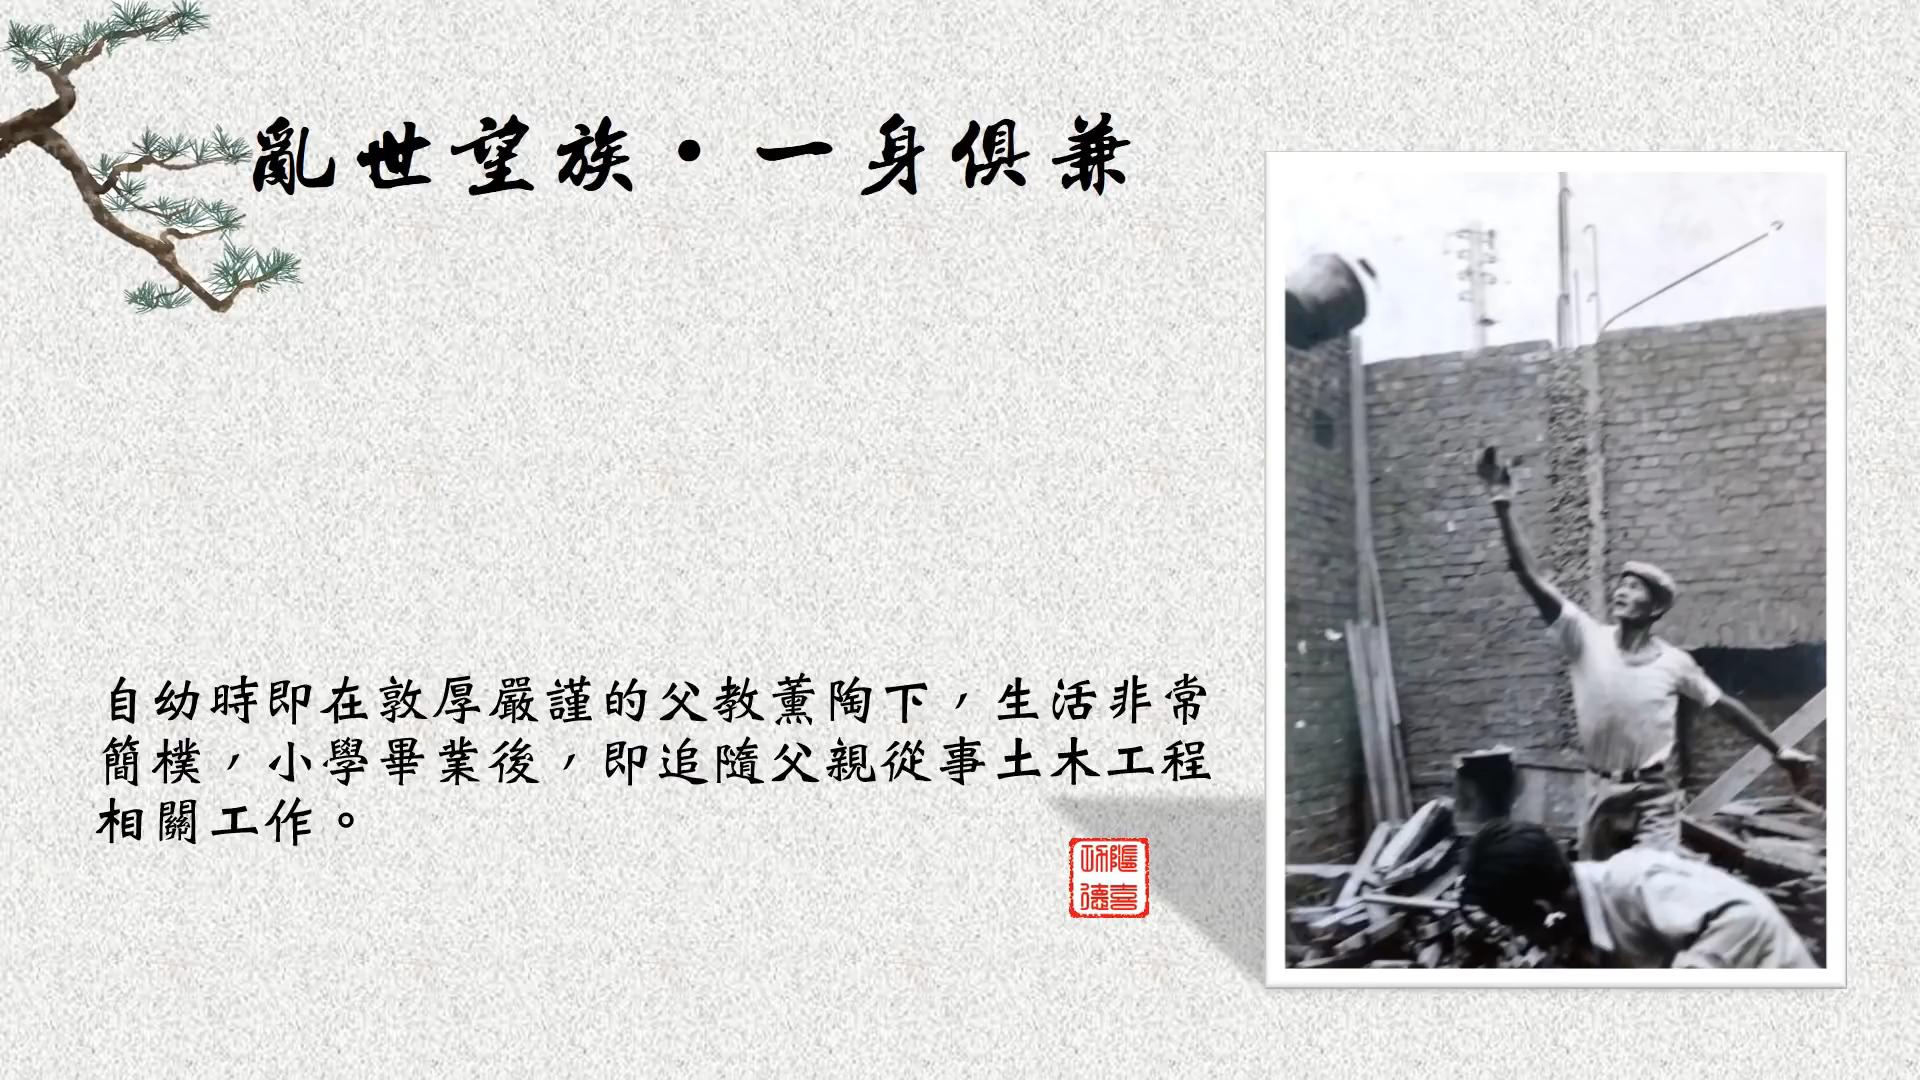 亂世望族•一身俱兼
自幼時即在敦厚嚴謹的父教薰陶下，生活非常
簡樸，小學畢業後，即追隨父親從事土木工程
相關工作。